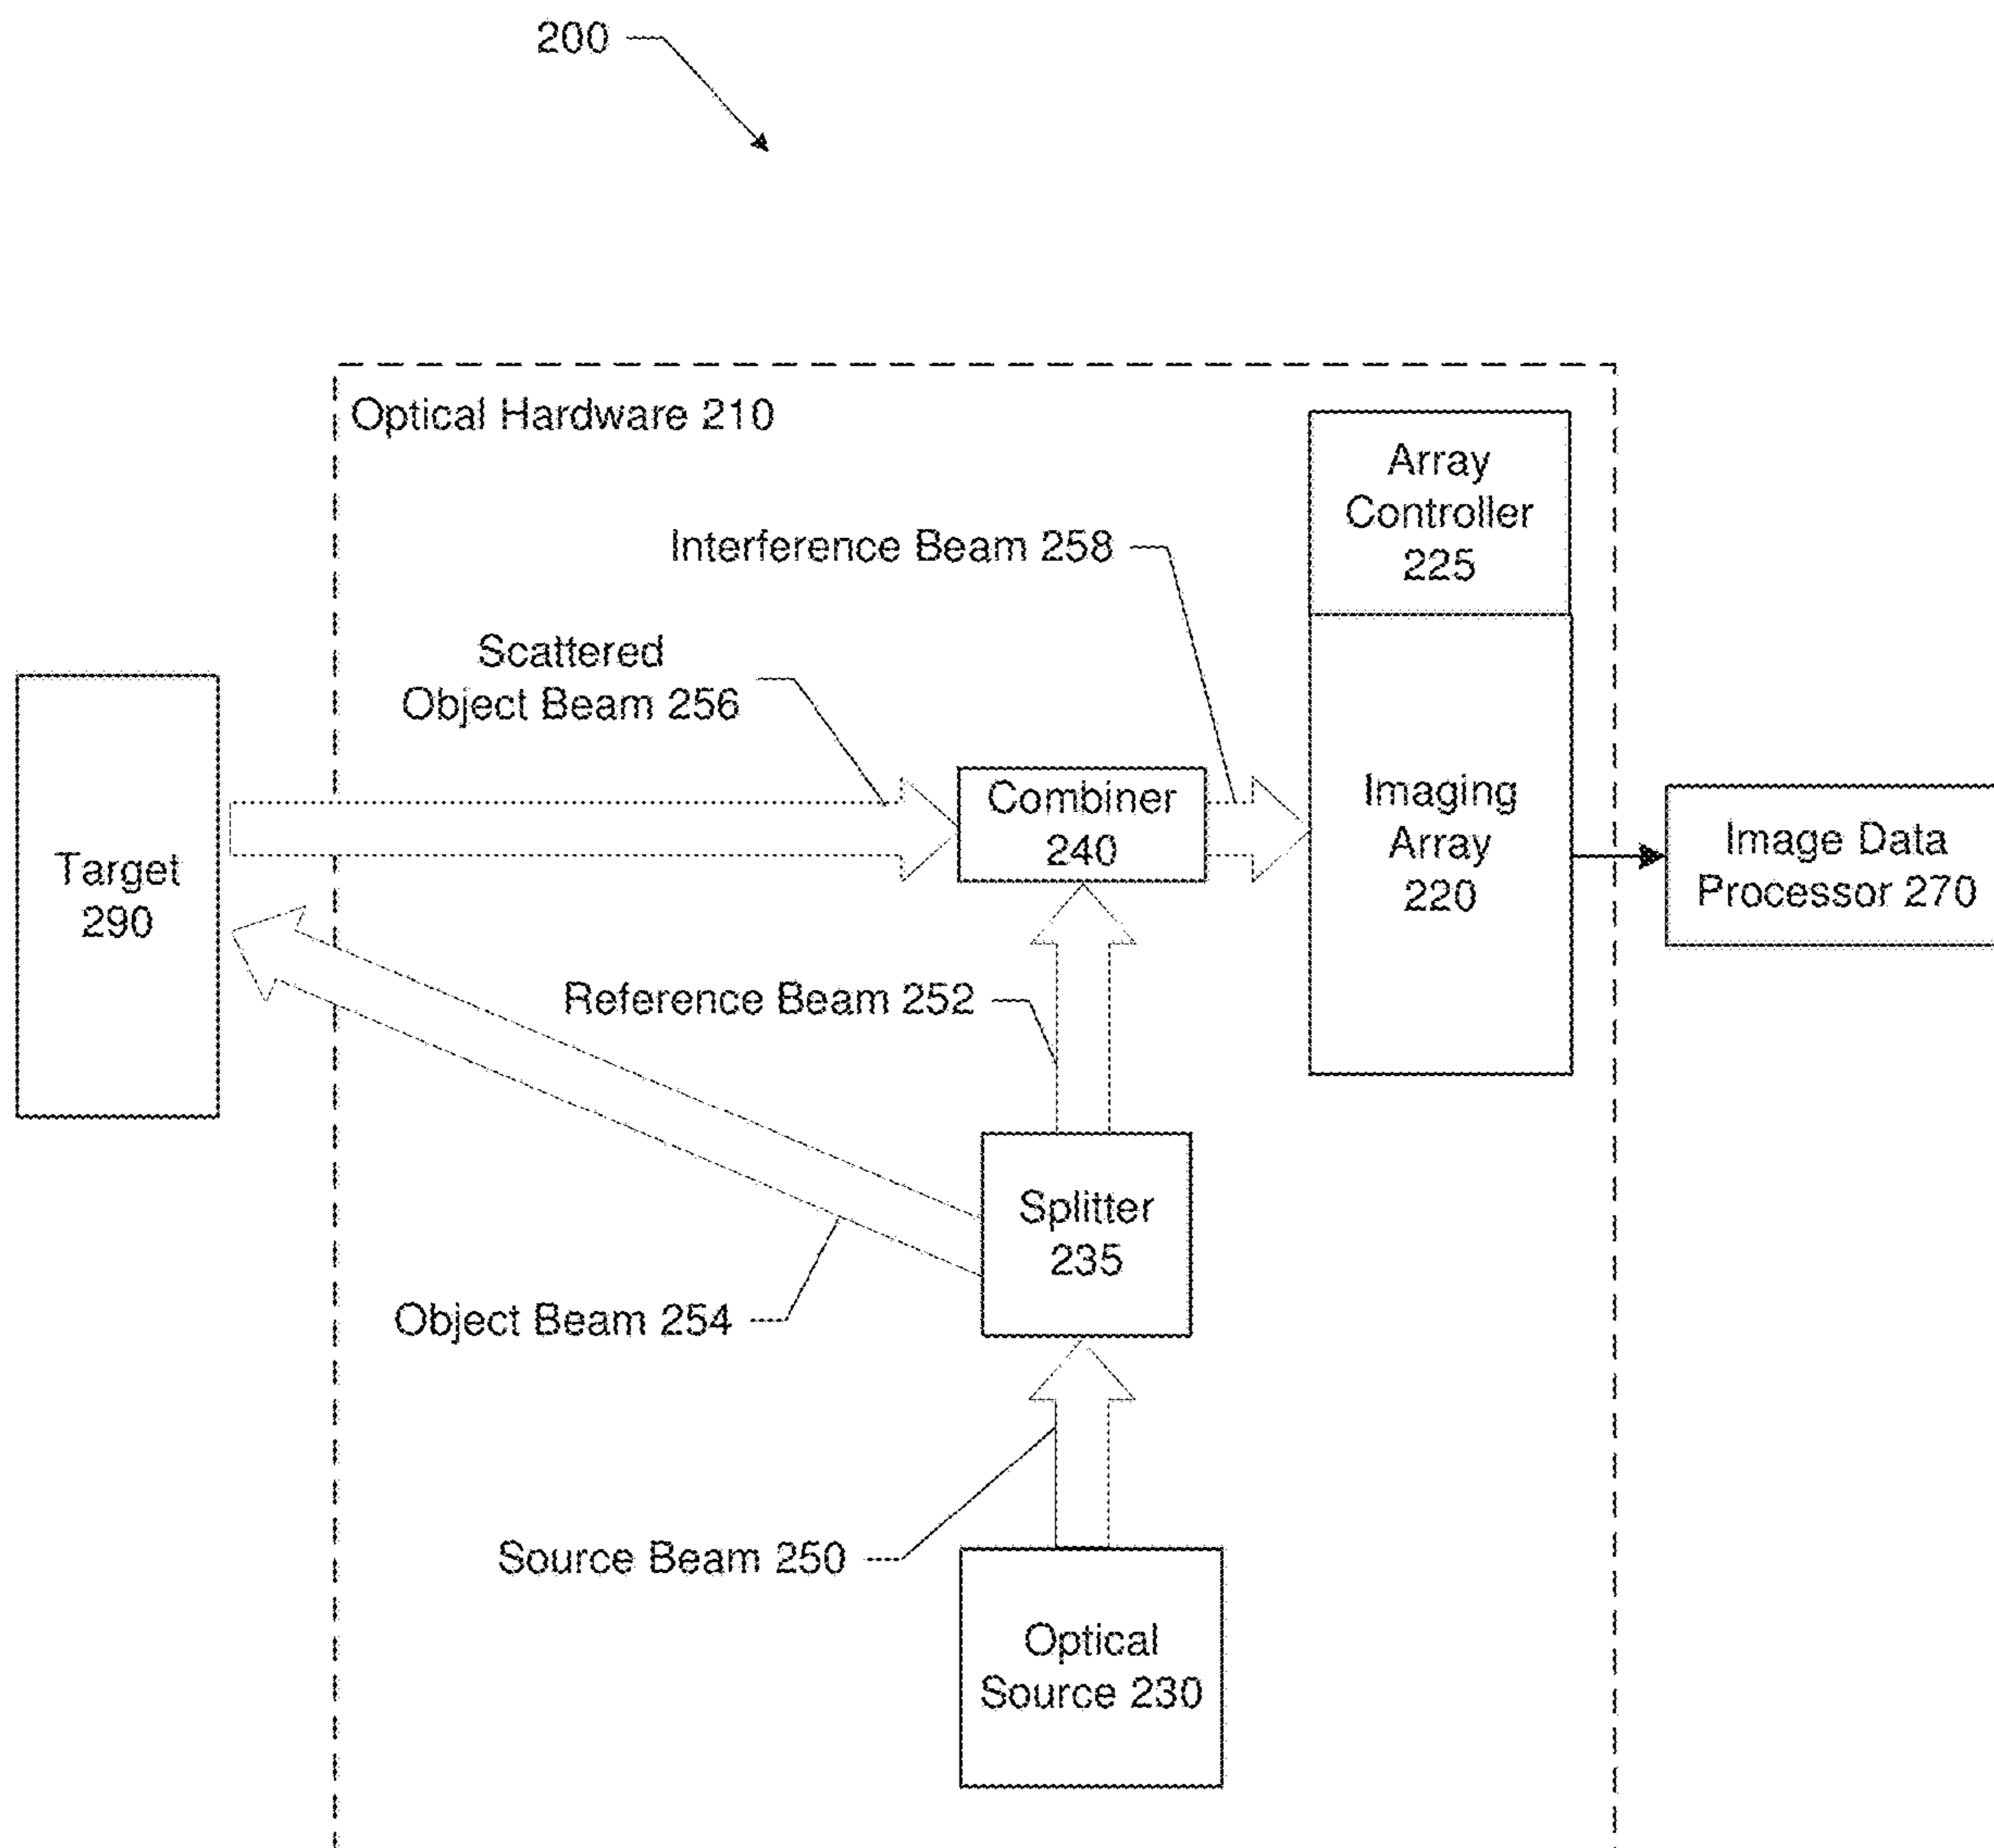 200
Optical Hardware 210
Array
Controller
225
Interference Beam 258
Scattered
Object Beam 256
Combiner
240
Imaging
Array
220
Image Data
Processor 270
Target
290
Reference Beam 252
Splitter
235
Object Beam 254
Source Beam 250
Optical
Source 230